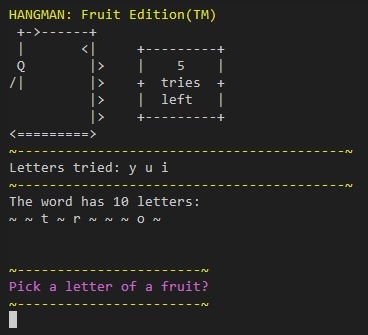 HANGMAN: Fruit Edition(TM)
+->------+
|      <|     +---------+
Q        |>    |    5    |
/|        |>    +  tries  +
|>    |  left   |
|>    +---------+
<=========>
~---------------------------------------~
Letters tried: y u i
~---------------------------------------~
The word has 10 letters:
~ ~ t ~ r ~ ~ ~ o ~
~----------------------~
Pick a letter of a fruit?
~----------------------~